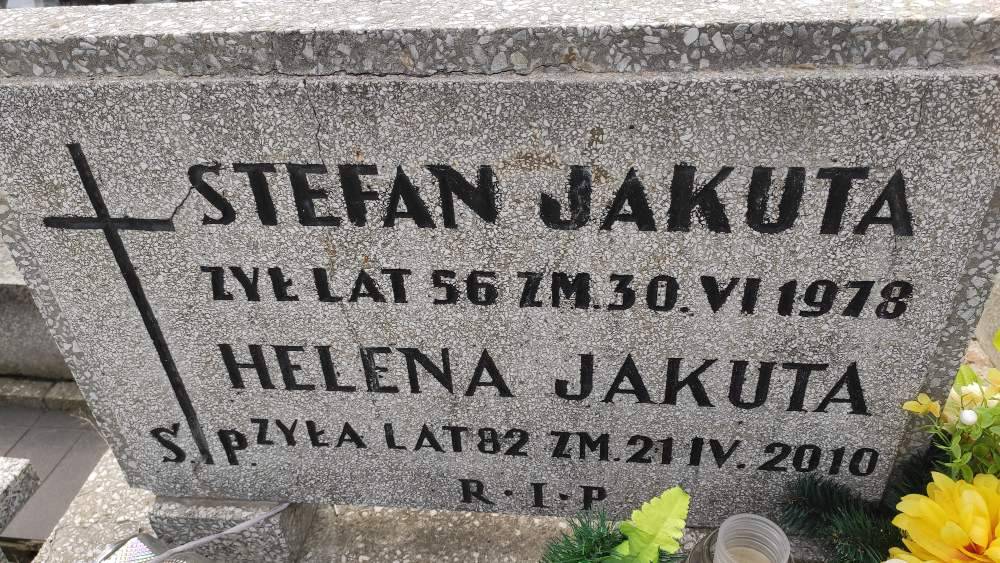 STEFAN JAKUTA
ŻYŁ LAT 56 ZM. 30. VI 1978
HELENA JAKUTA
Ś. P. ŻYŁA LAT 82 ZM. 21 IV. 2010
R·I·P